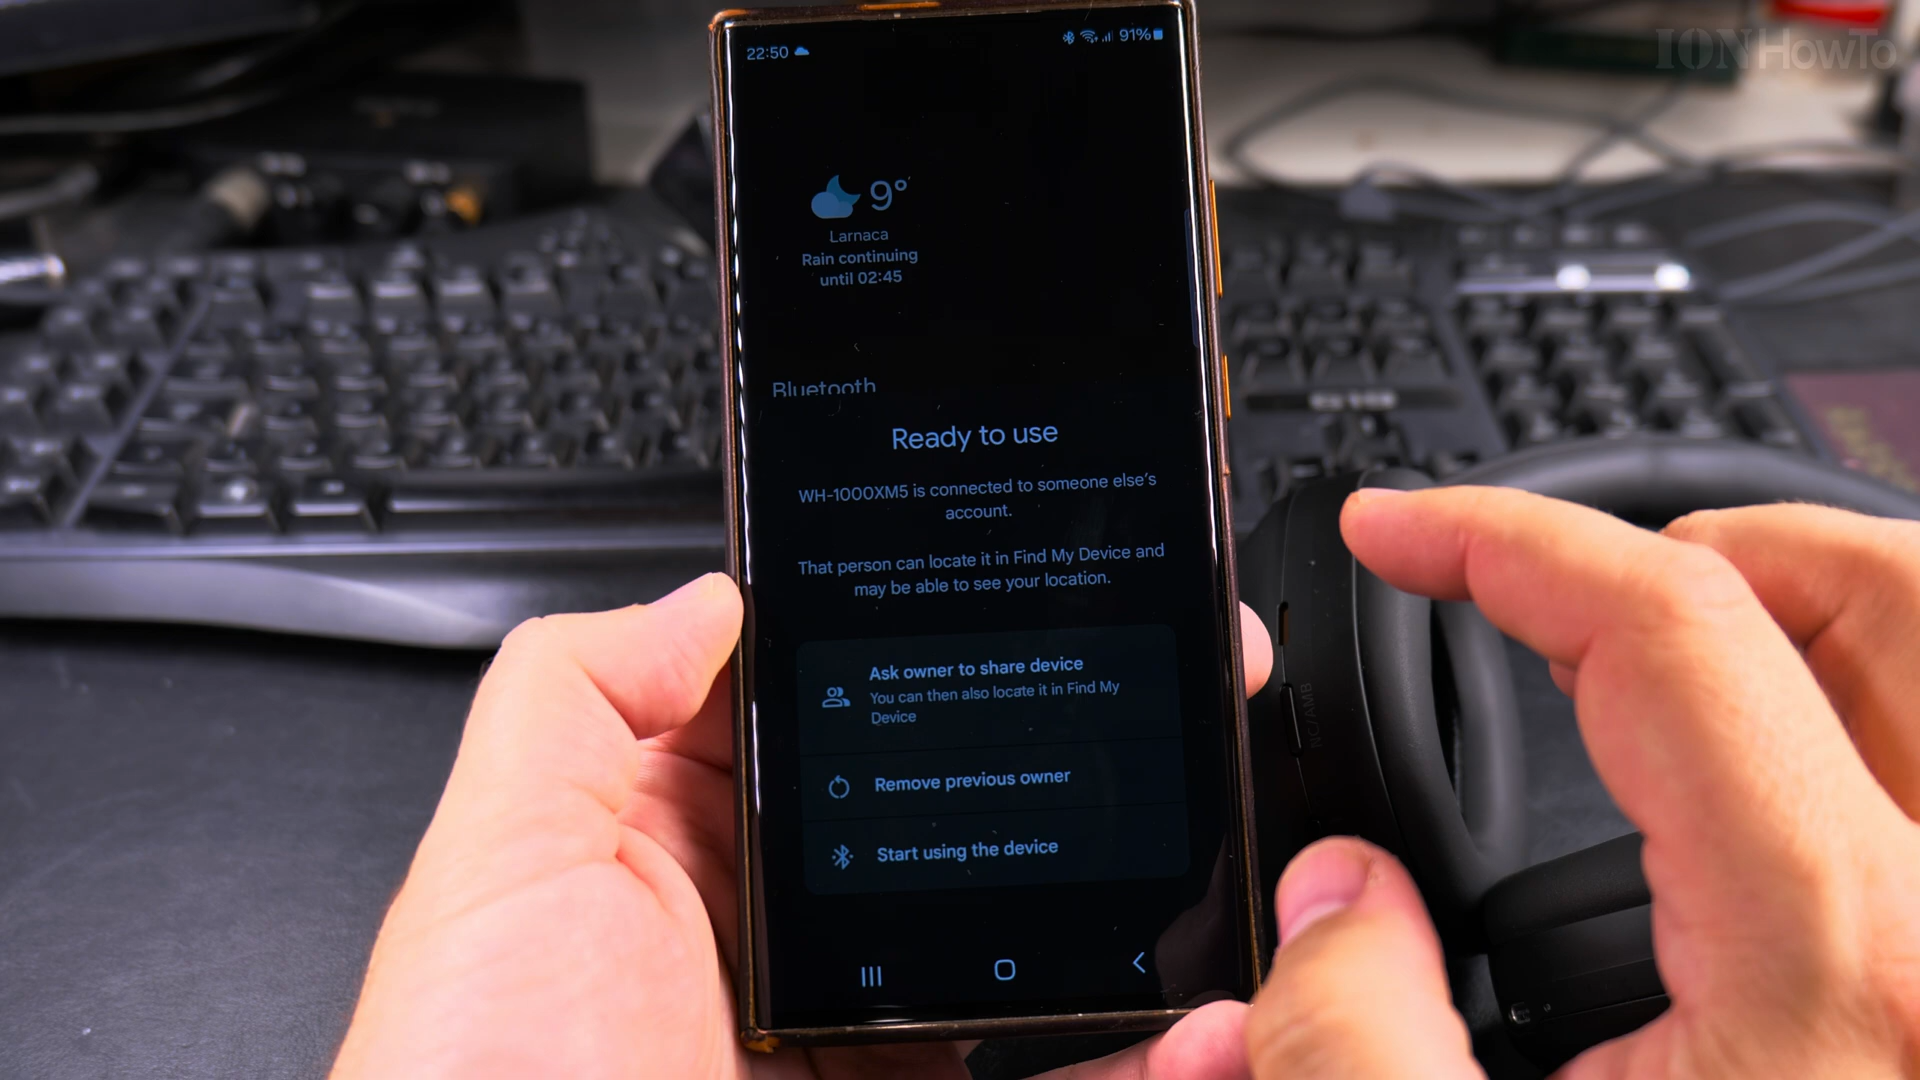 IONHowTo
22:50
91%
9°
Larnaca
Rain continuing
until 02:45
Bluetooth
Ready to use
WH-1000XM5 is connected to someone else's
account.
That person can locate it in Find My Device and
may be able to see your location.
Ask owner to share device
You can then also locate it in Find My
Device
Remove previous owner
Start using the device
NC/AMB